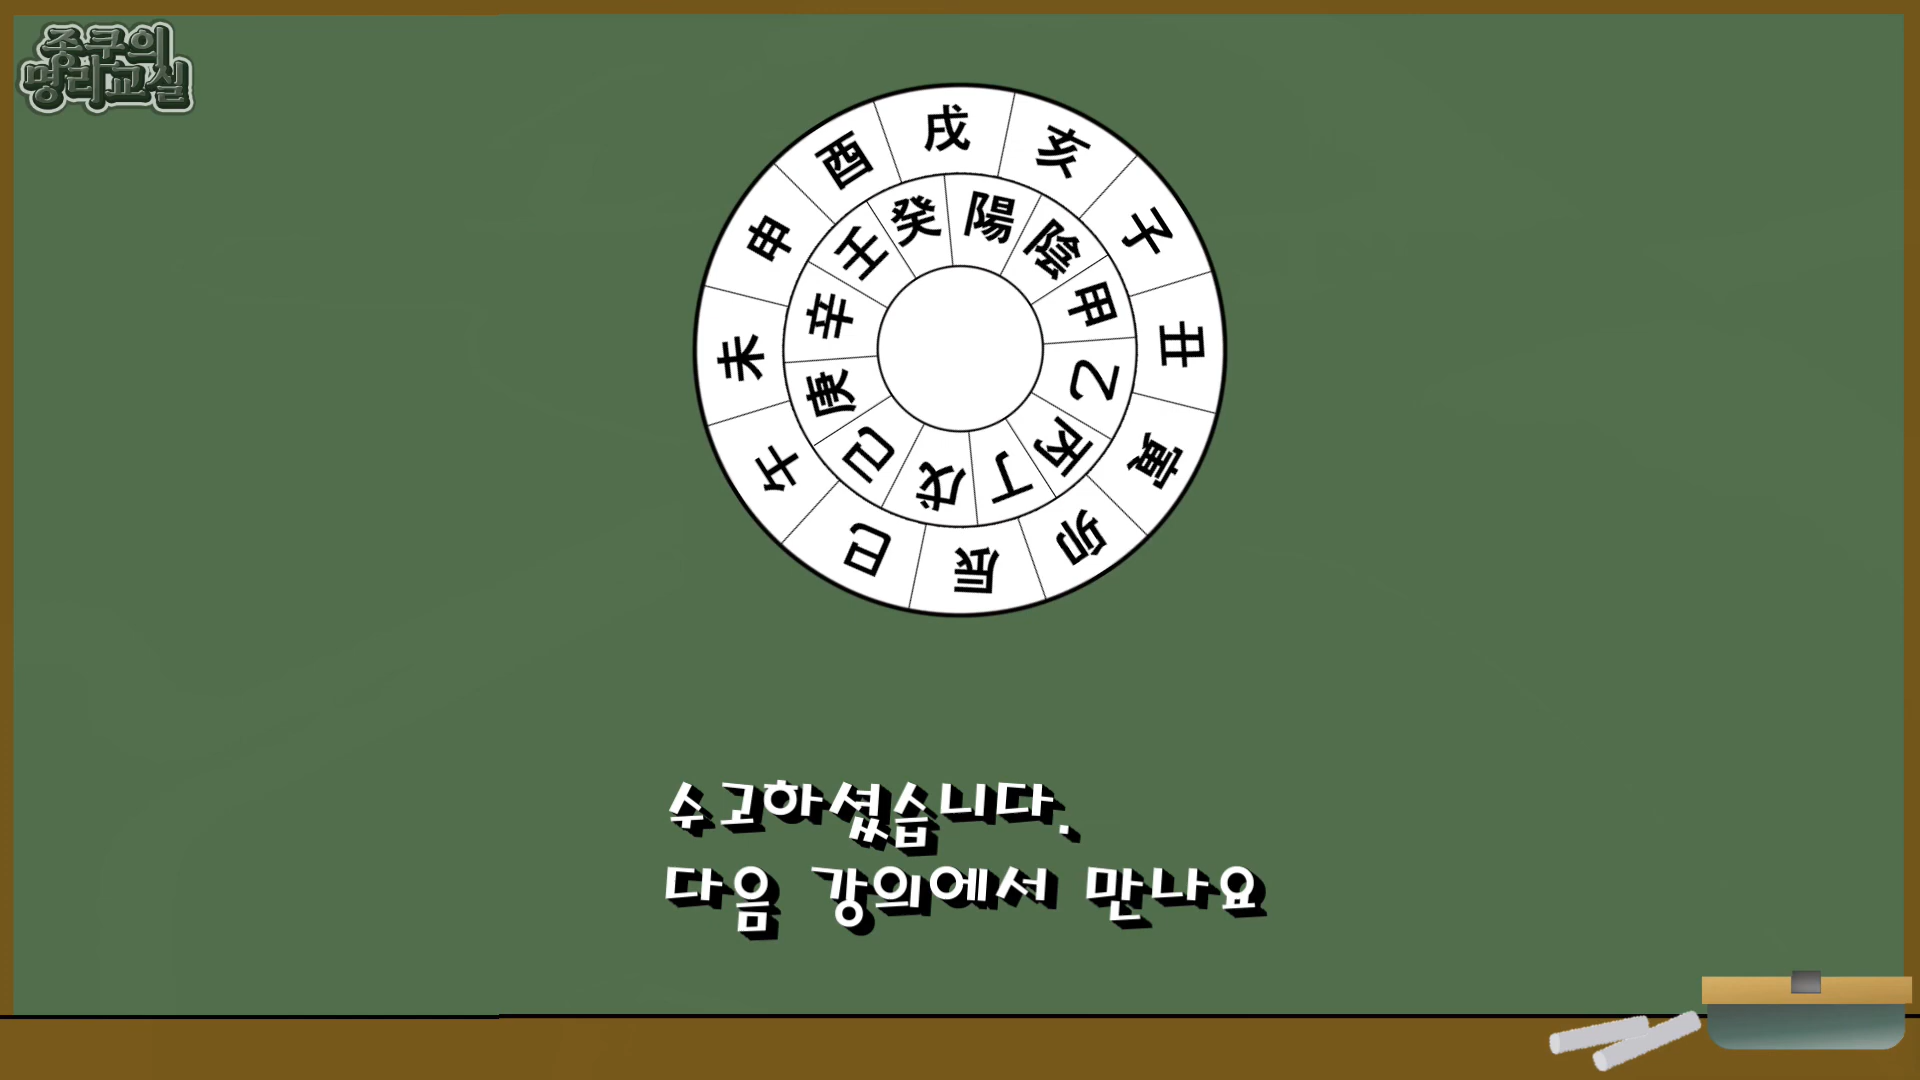 종쿠의
명리교실
戌
亥
子
丑
寅
卯
辰
巳
午
未
申
酉
陽
陰
甲
乙
丙
丁
戊
己
庚
辛
壬
癸
수고하셨습니다.
다음 강의에서 만나요